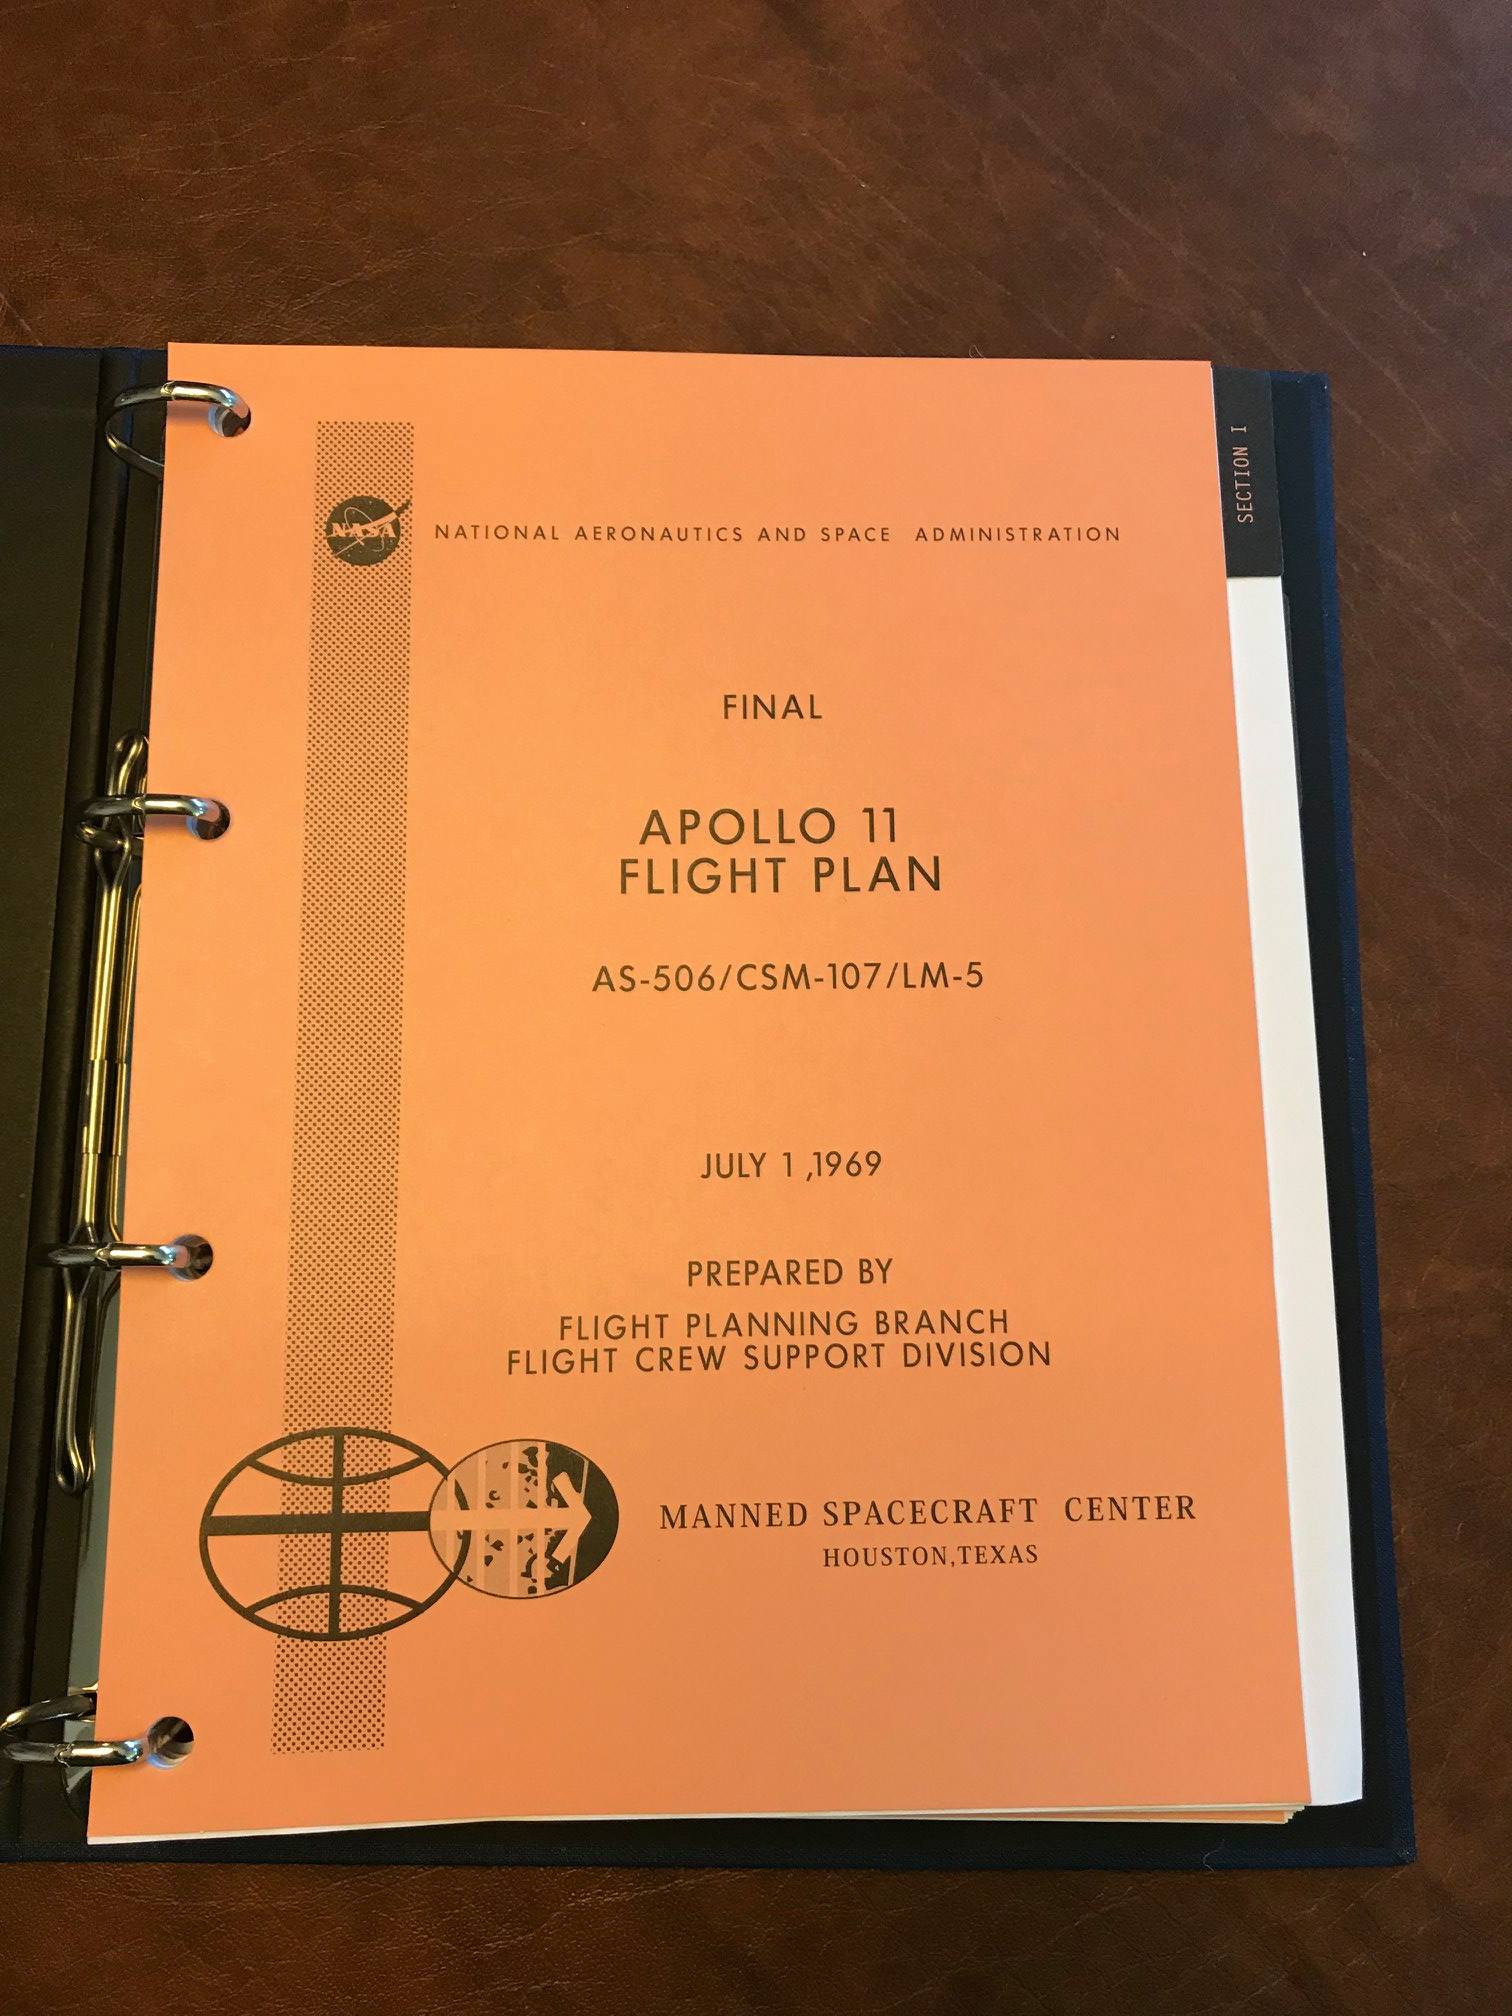 NASA
NATIONAL AERONAUTICS AND SPACE ADMINISTRATION
SECTION I
FINAL
APOLLO 11
FLIGHT PLAN
AS-506/CSM-107/LM-5
JULY 1 ,1969
PREPARED BY
FLIGHT PLANNING BRANCH
FLIGHT CREW SUPPORT DIVISION
MANNED SPACECRAFT CENTER
HOUSTON,TEXAS